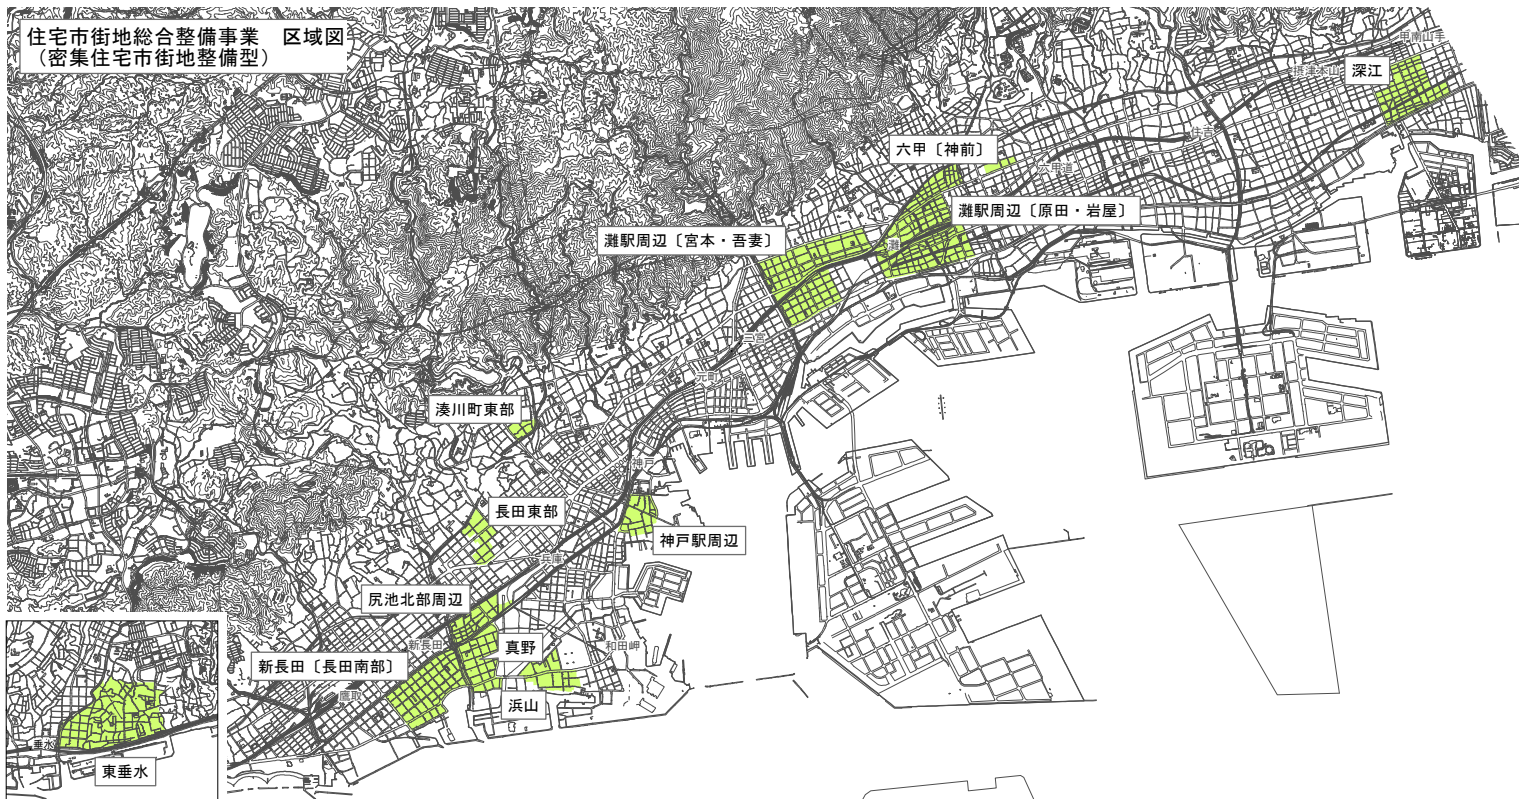 住宅市街地総合整備事業　区域図
（密集住宅市街地整備型）
甲南山手
摂津本山
深江
住吉
六甲〔神前〕
六甲道
灘駅周辺〔原田・岩屋〕
灘駅周辺〔宮本・吾妻〕
灘
三宮
元町
湊川町東部
神戸
長田東部
神戸駅周辺
兵庫
尻池北部周辺
新長田
真野
和田岬
新長田〔長田南部〕
鷹取
浜山
垂水
東垂水